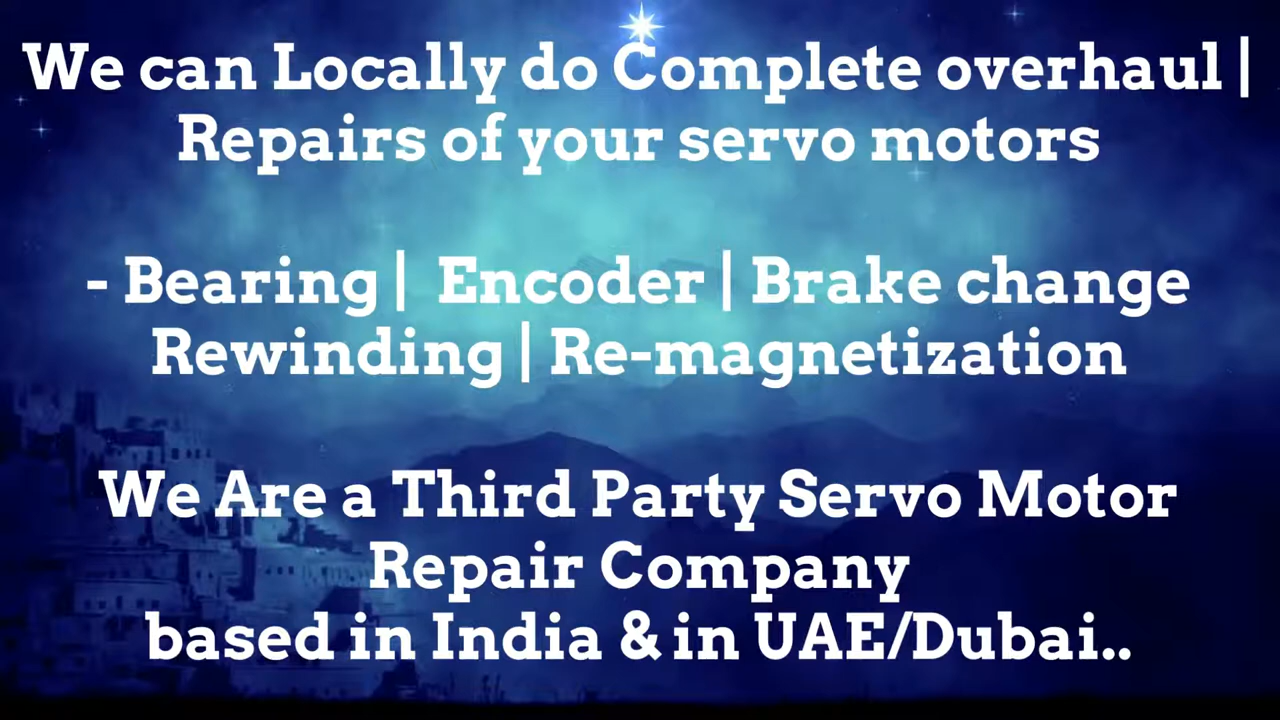 We can Locally do Complete overhaul |
Repairs of your servo motors
- Bearing | Encoder | Brake change
Rewinding | Re-magnetization
We Are a Third Party Servo Motor
Repair Company
based in India & in UAE/Dubai..